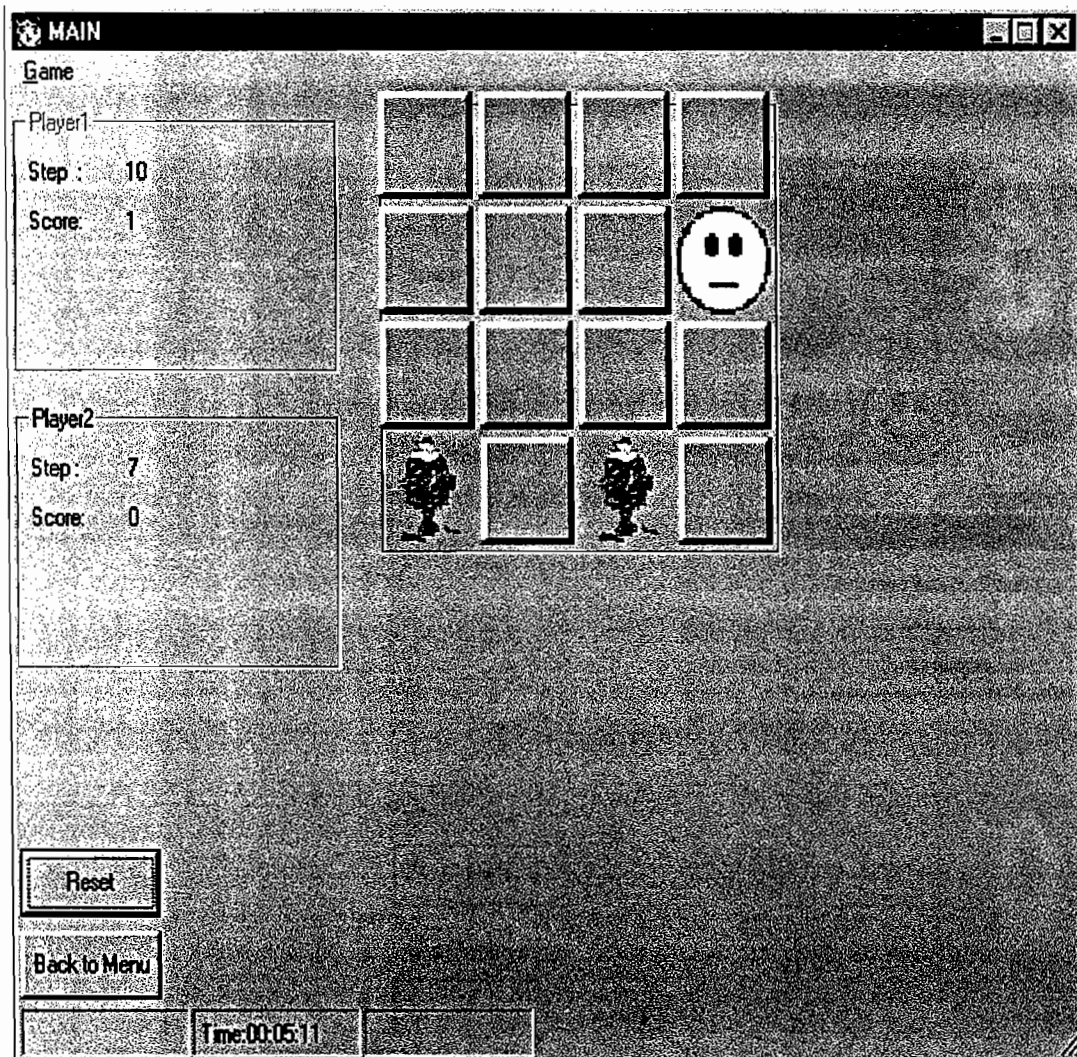 MAIN
Game
Player1
Step : 10
Score: 1
Player2
Step : 7
Score: 0
Reset
Back to Menu
Time:00:05:11